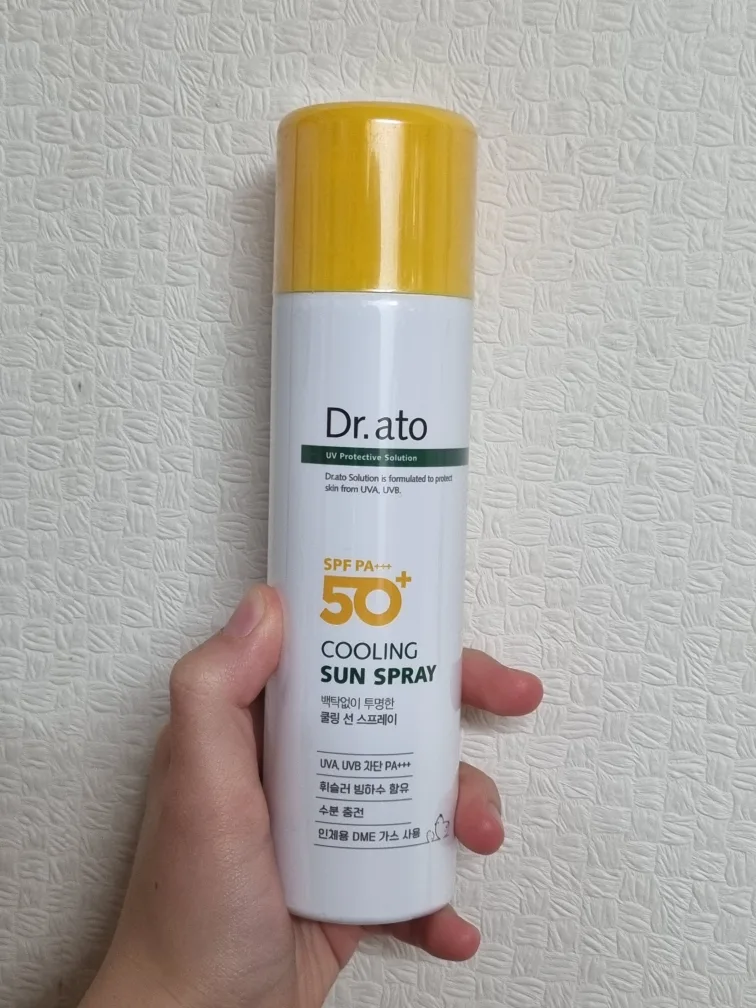 Dr.ato
UV Protective Solution
Dr.ato Solution is formulated to protect
skin from UVA, UVB.
SPF PA+++
50+
COOLING
SUN SPRAY
백탁없이 투명한
쿨링 선 스프레이
UVA, UVB 차단 PA+++
휘슬러 빙하수 함유
수분 충전
인체용 DME 가스 사용